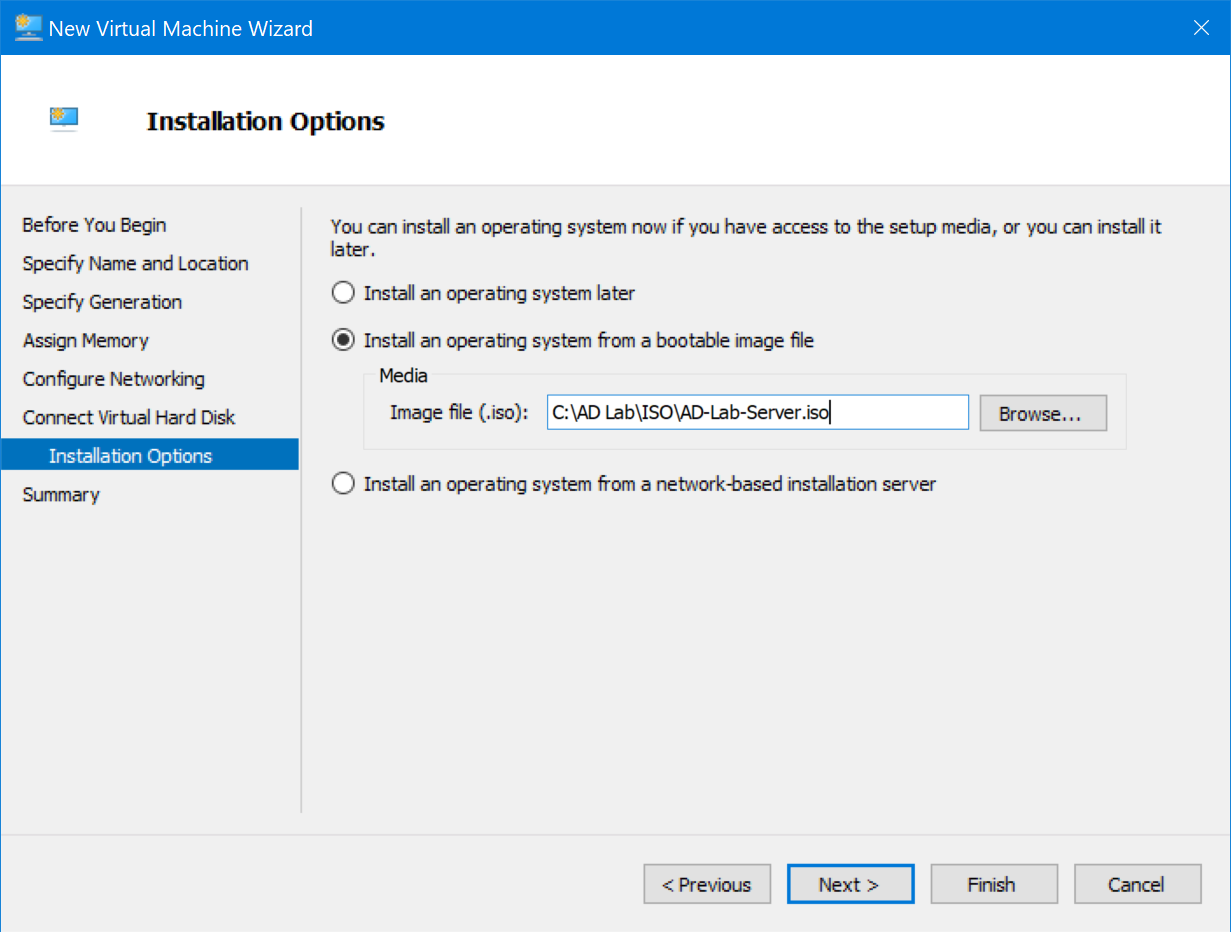 New Virtual Machine Wizard
Installation Options
Before You Begin
Specify Name and Location
Specify Generation
Assign Memory
Configure Networking
Connect Virtual Hard Disk
Installation Options
Summary
You can install an operating system now if you have access to the setup media, or you can install it
later.
Install an operating system later
Install an operating system from a bootable image file
Media
Image file (.iso): C:\AD Lab\ISO\AD-Lab-Server.iso Browse...
Install an operating system from a network-based installation server
< Previous Next > Finish Cancel